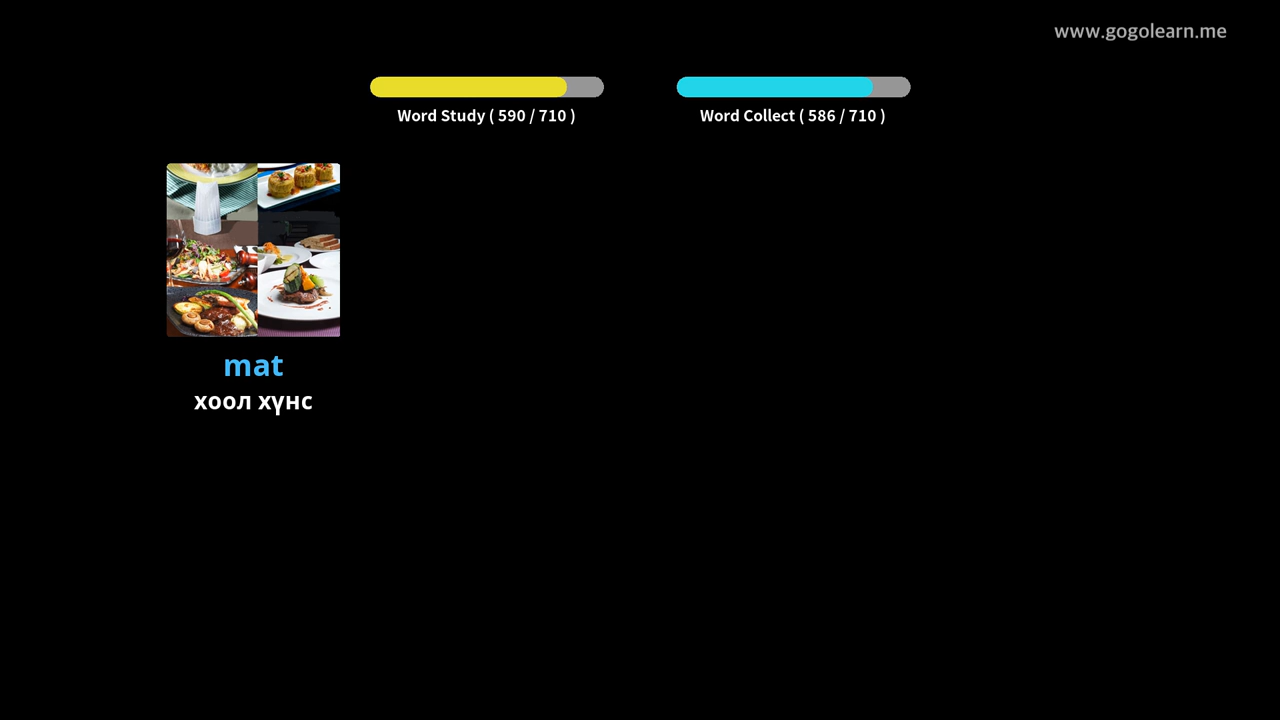 www.gogolearn.me
Word Study ( 590 / 710 )
Word Collect ( 586 / 710 )
mat
хоол хүнс